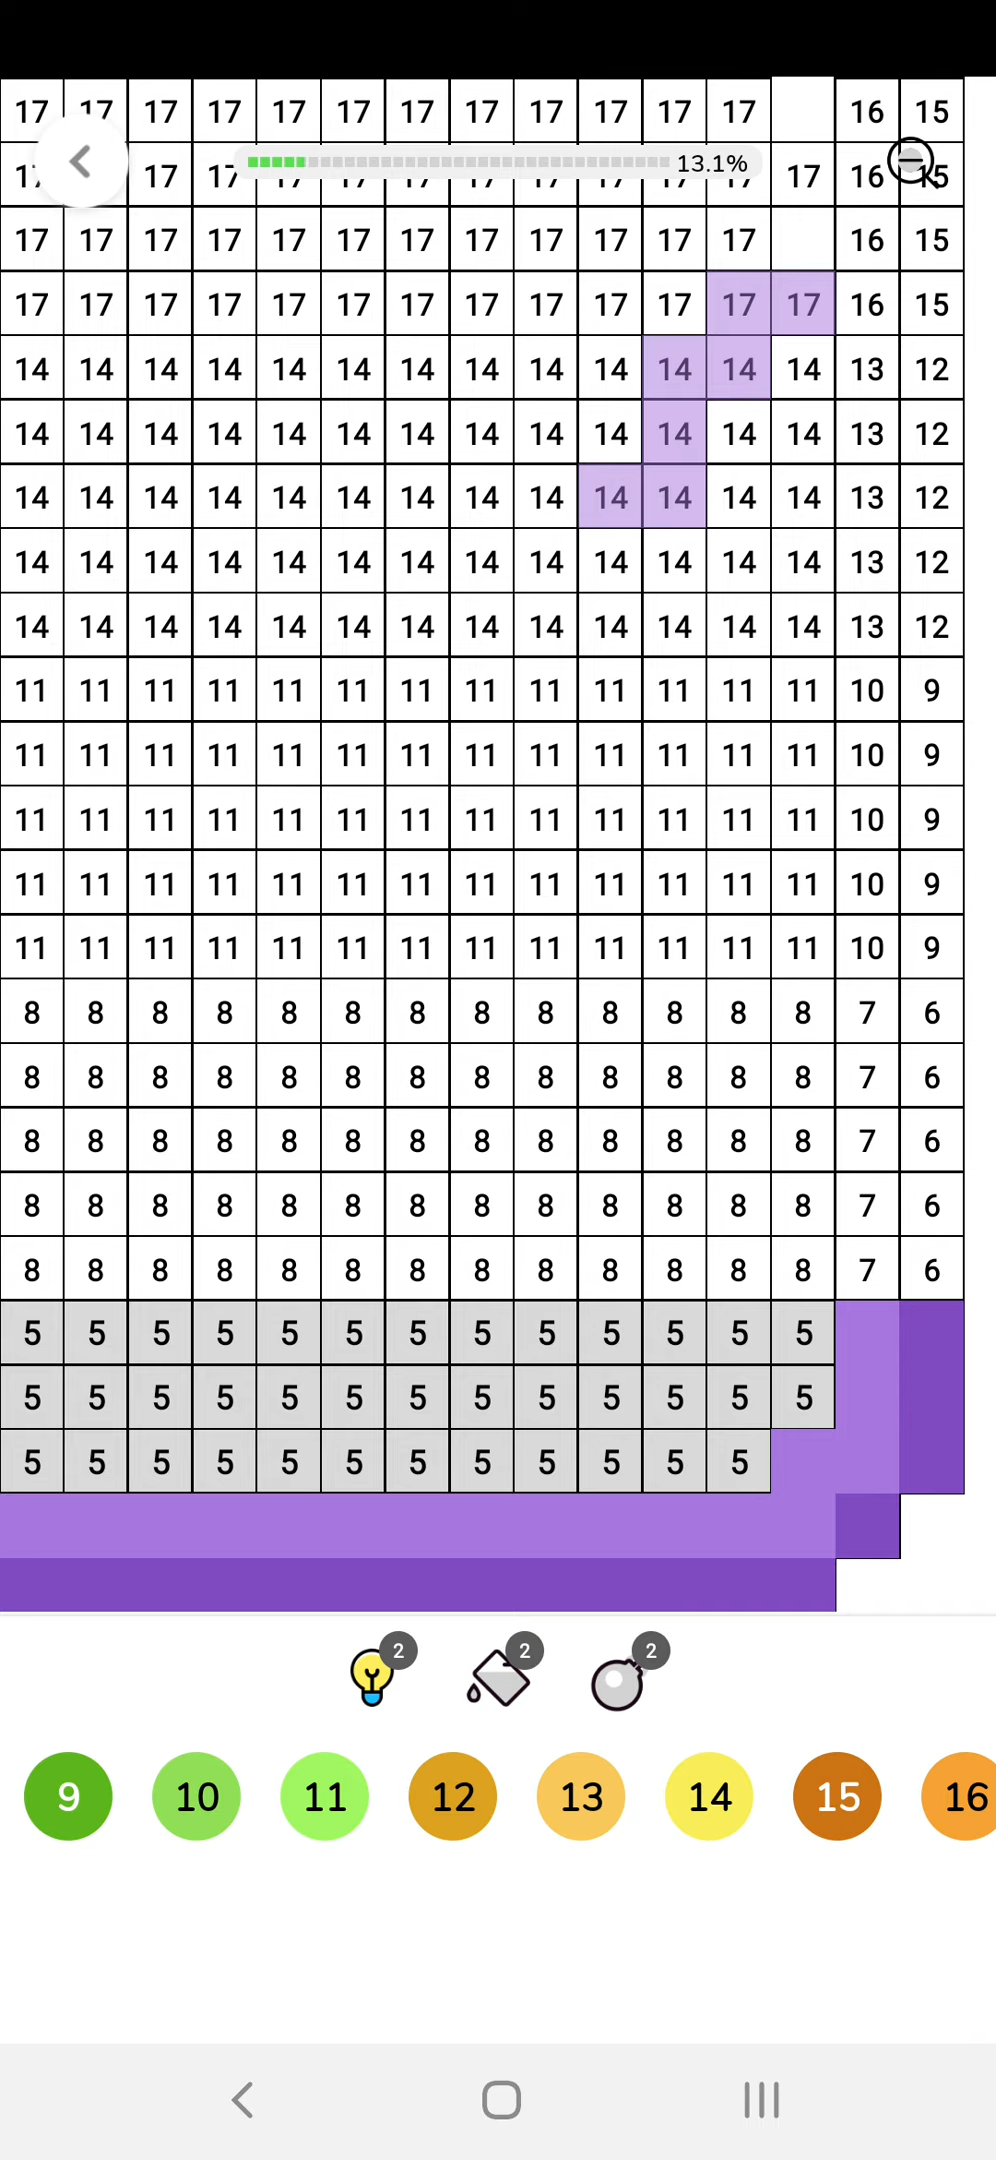 17 17 17 17 17 17 17 17 17 17 17 17 16 15
13.1%
17 16 15
17 17 17 17 17 17 17 17 17 17 17 17 16 15
17 17 17 17 17 17 17 17 17 17 17 17 17 16 15
14 14 14 14 14 14 14 14 14 14 14 14 14 13 12
14 14 14 14 14 14 14 14 14 14 14 14 14 13 12
14 14 14 14 14 14 14 14 14 14 14 14 14 13 12
14 14 14 14 14 14 14 14 14 14 14 14 14 13 12
14 14 14 14 14 14 14 14 14 14 14 14 14 13 12
11 11 11 11 11 11 11 11 11 11 11 11 11 10 9
11 11 11 11 11 11 11 11 11 11 11 11 11 10 9
11 11 11 11 11 11 11 11 11 11 11 11 11 10 9
11 11 11 11 11 11 11 11 11 11 11 11 11 10 9
11 11 11 11 11 11 11 11 11 11 11 11 11 10 9
8 8 8 8 8 8 8 8 8 8 8 8 8 7 6
8 8 8 8 8 8 8 8 8 8 8 8 8 7 6
8 8 8 8 8 8 8 8 8 8 8 8 8 7 6
8 8 8 8 8 8 8 8 8 8 8 8 8 7 6
8 8 8 8 8 8 8 8 8 8 8 8 8 7 6
5 5 5 5 5 5 5 5 5 5 5 5 5
5 5 5 5 5 5 5 5 5 5 5 5 5
5 5 5 5 5 5 5 5 5 5 5 5
2 2 2
9 10 11 12 13 14 15 16